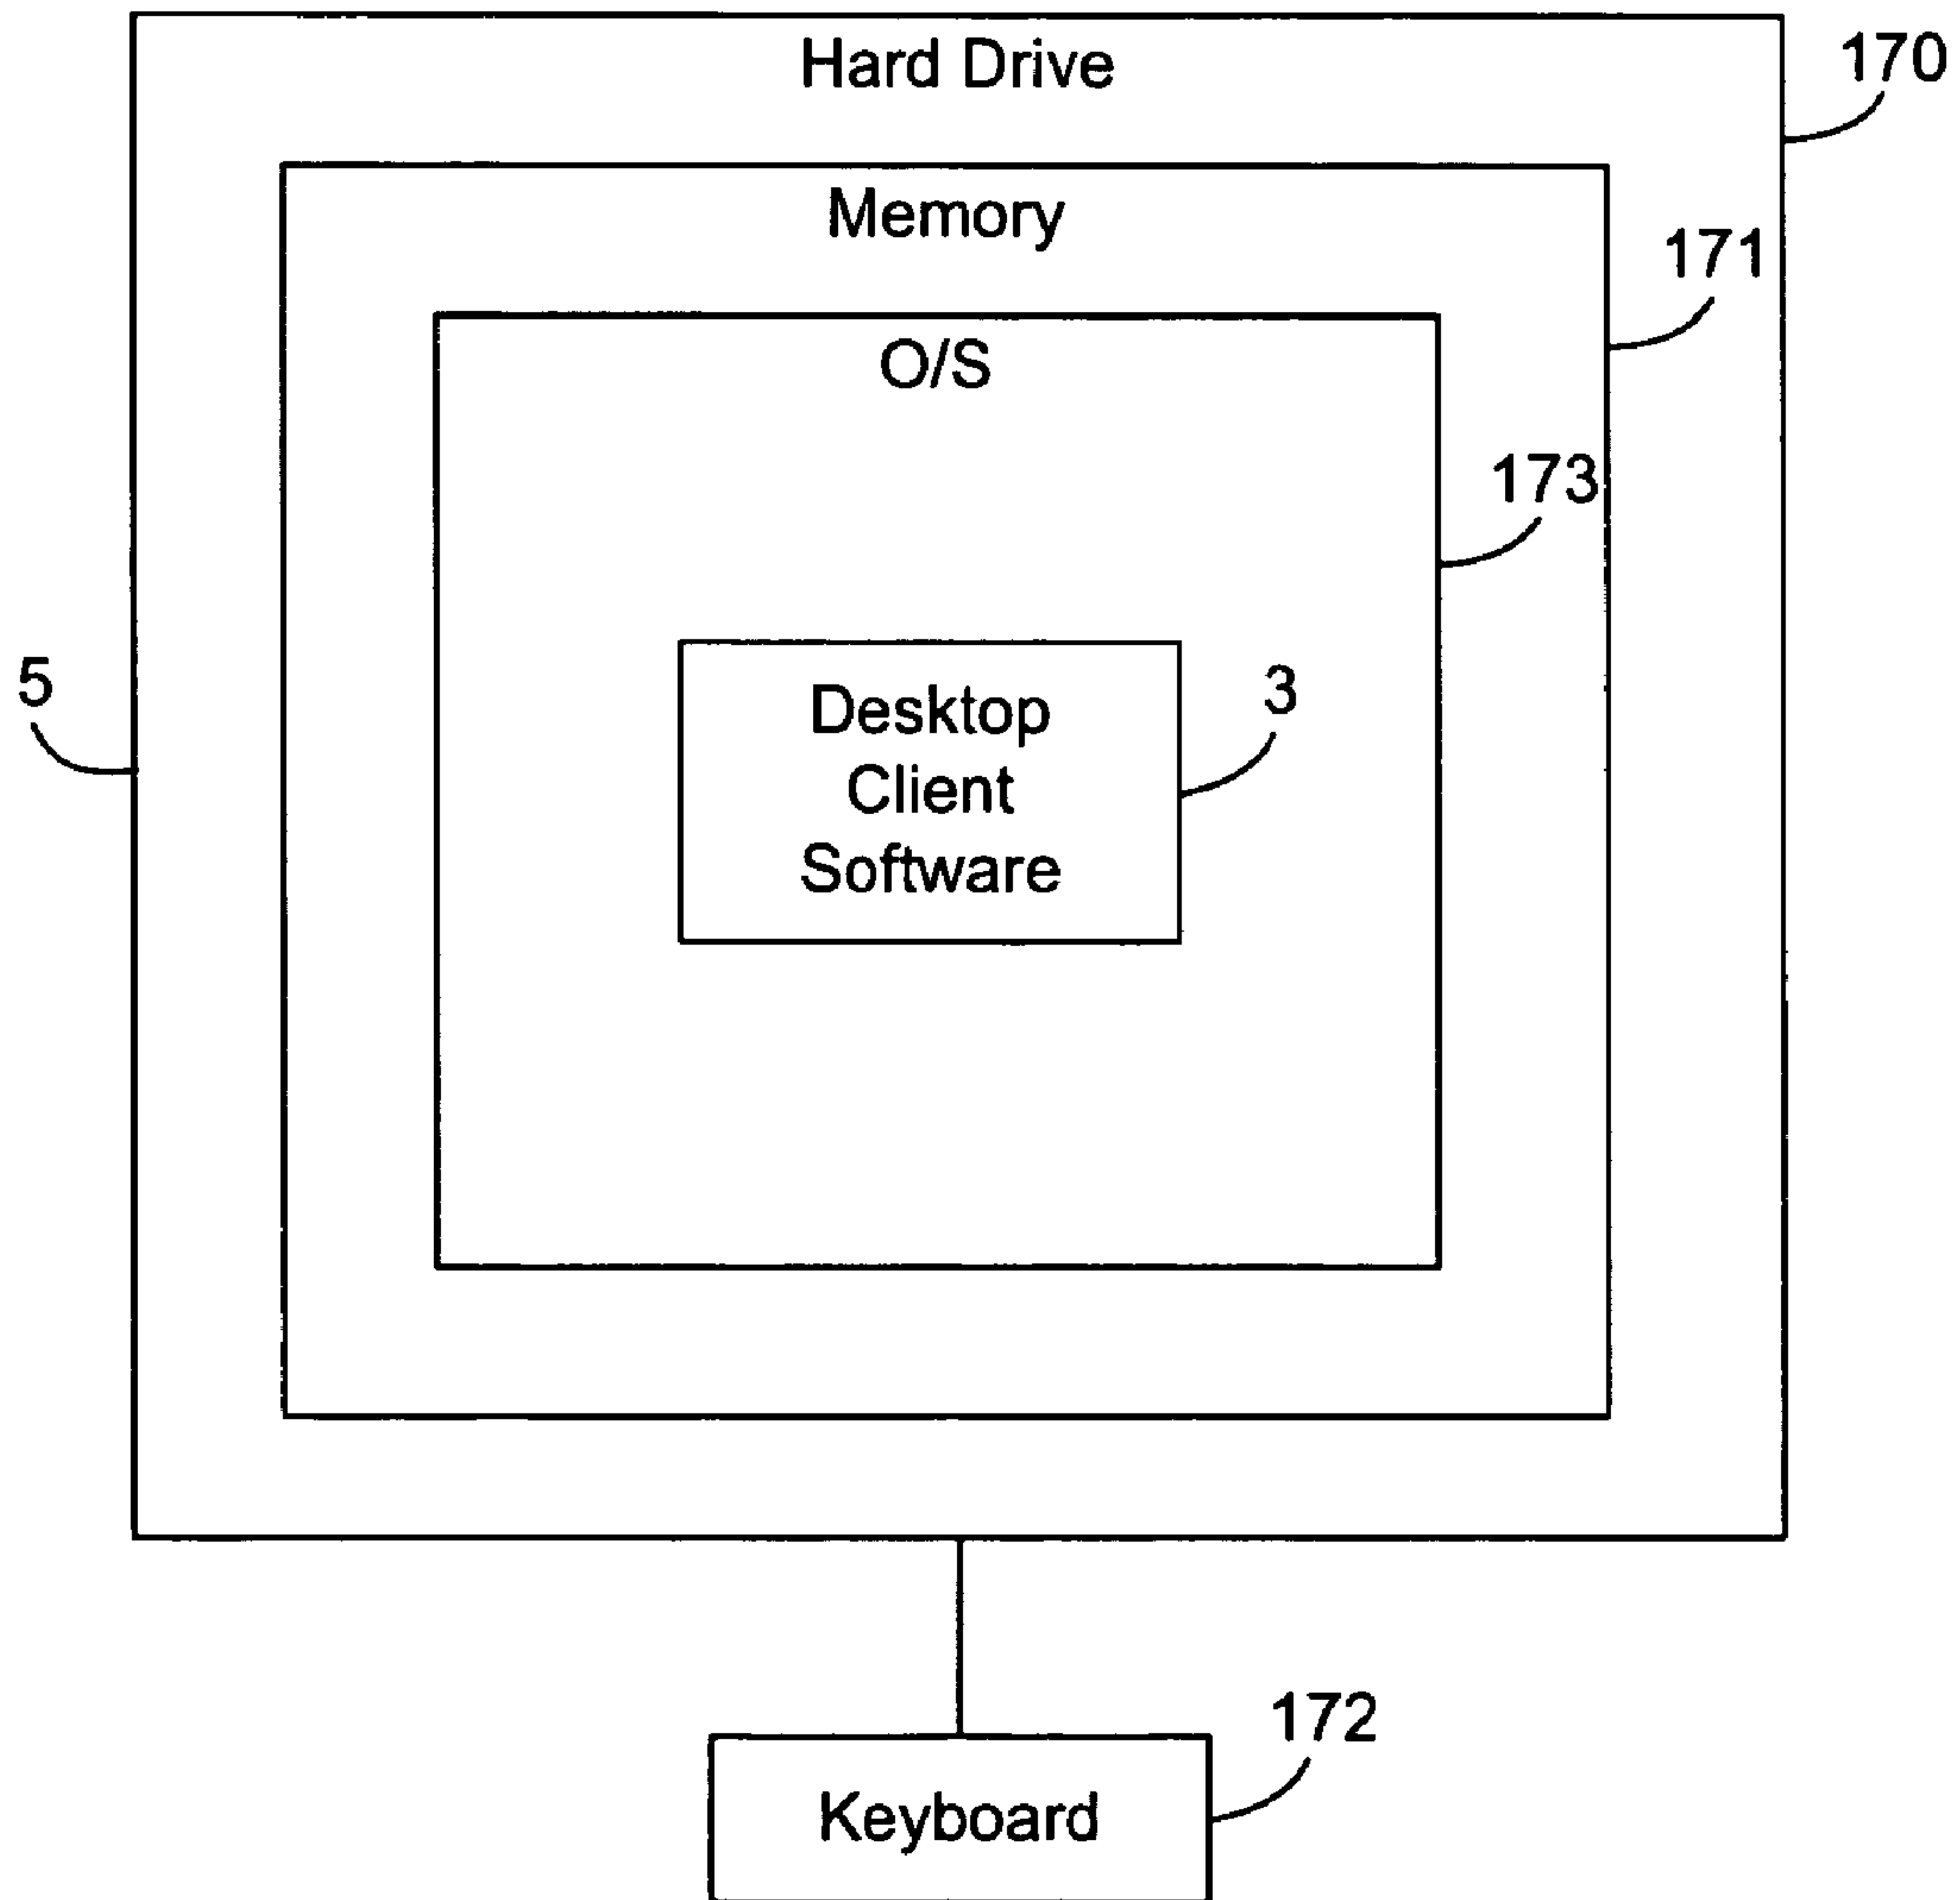 Hard Drive
170
Memory
171
O/S
173
5
3
Desktop
Client
Software
172
Keyboard